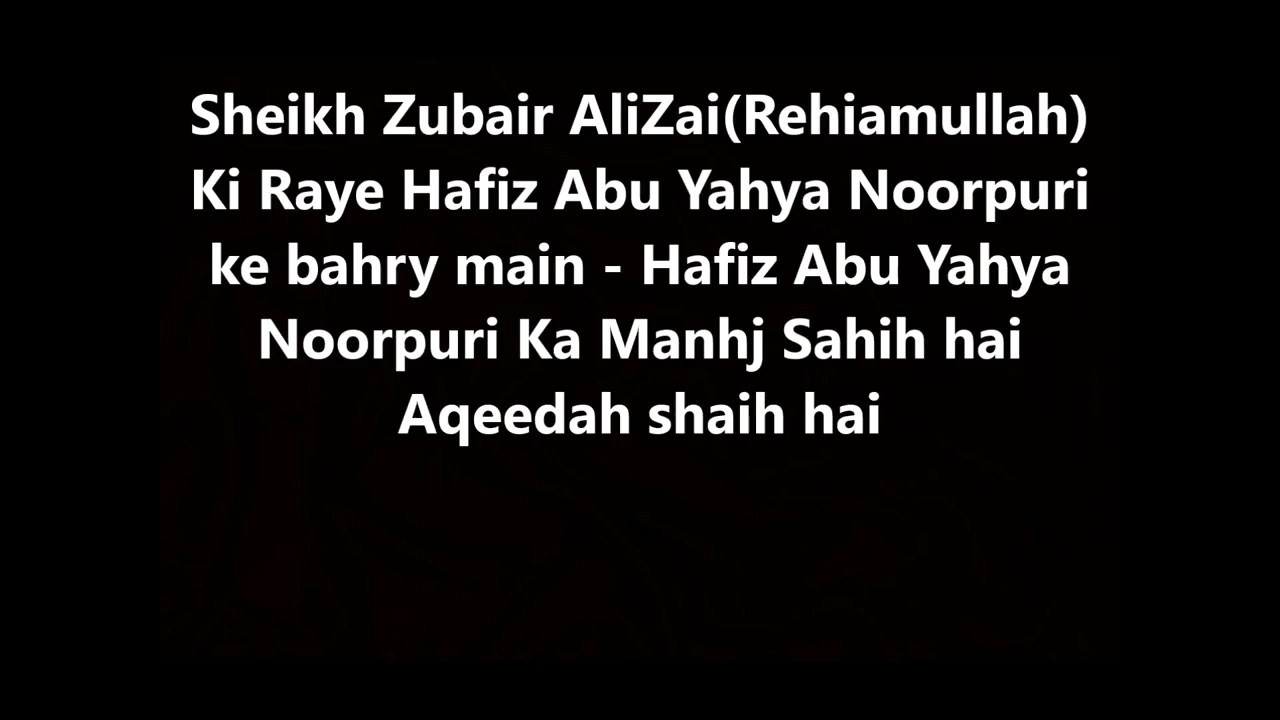 Sheikh Zubair AliZai(Rehiamullah)
Ki Raye Hafiz Abu Yahya Noorpuri
ke bahry main - Hafiz Abu Yahya
Noorpuri Ka Manhj Sahih hai
Aqeedah shaih hai